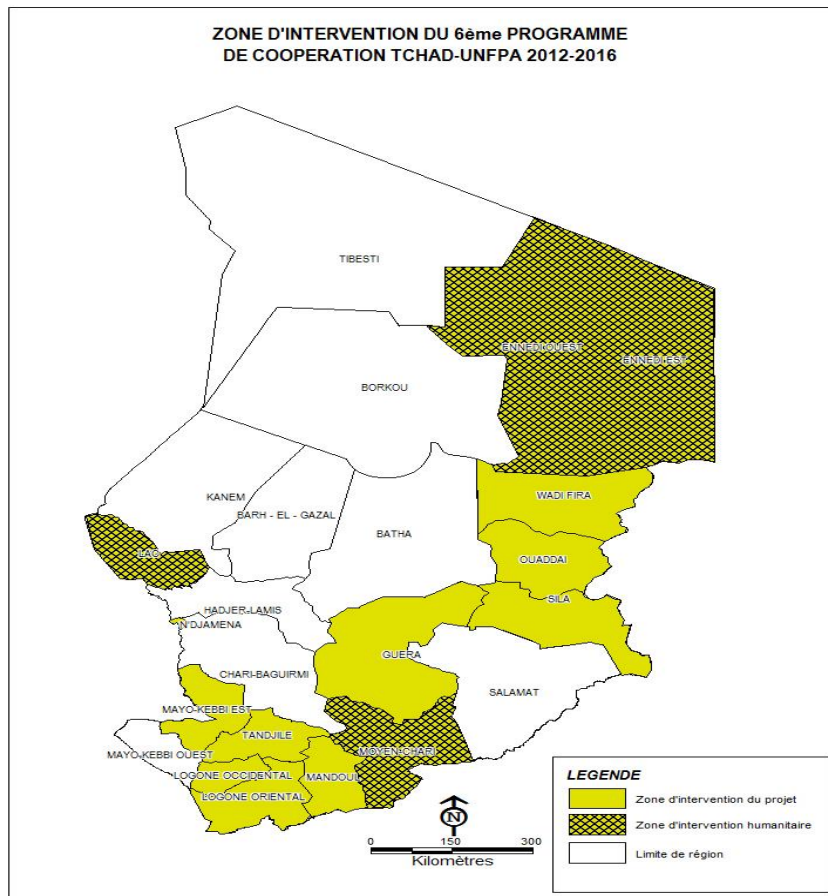 ZONE D'INTERVENTION DU 6ème PROGRAMME
DE COOPERATION TCHAD-UNFPA 2012-2016
TIBESTI
ENNEDI OUEST
ENNEDI EST
BORKOU
KANEM
WADI FIRA
BARH - EL - GAZAL
BATHA
LAC
OUADDAI
SILA
HADJER-LAMIS
N'DJAMENA
GUERA
CHARI-BAGUIRMI
SALAMAT
MAYO-KEBBI EST
TANDJILE
MAYO-KEBBI OUEST
MOYEN-CHARI
LOGONE OCCIDENTAL
MANDOUL
LOGONE ORIENTAL
LEGENDE
Zone d'intervention du projet
Zone d'intervention humanitaire
Limite de région
N
0 150 300
Kilomètres